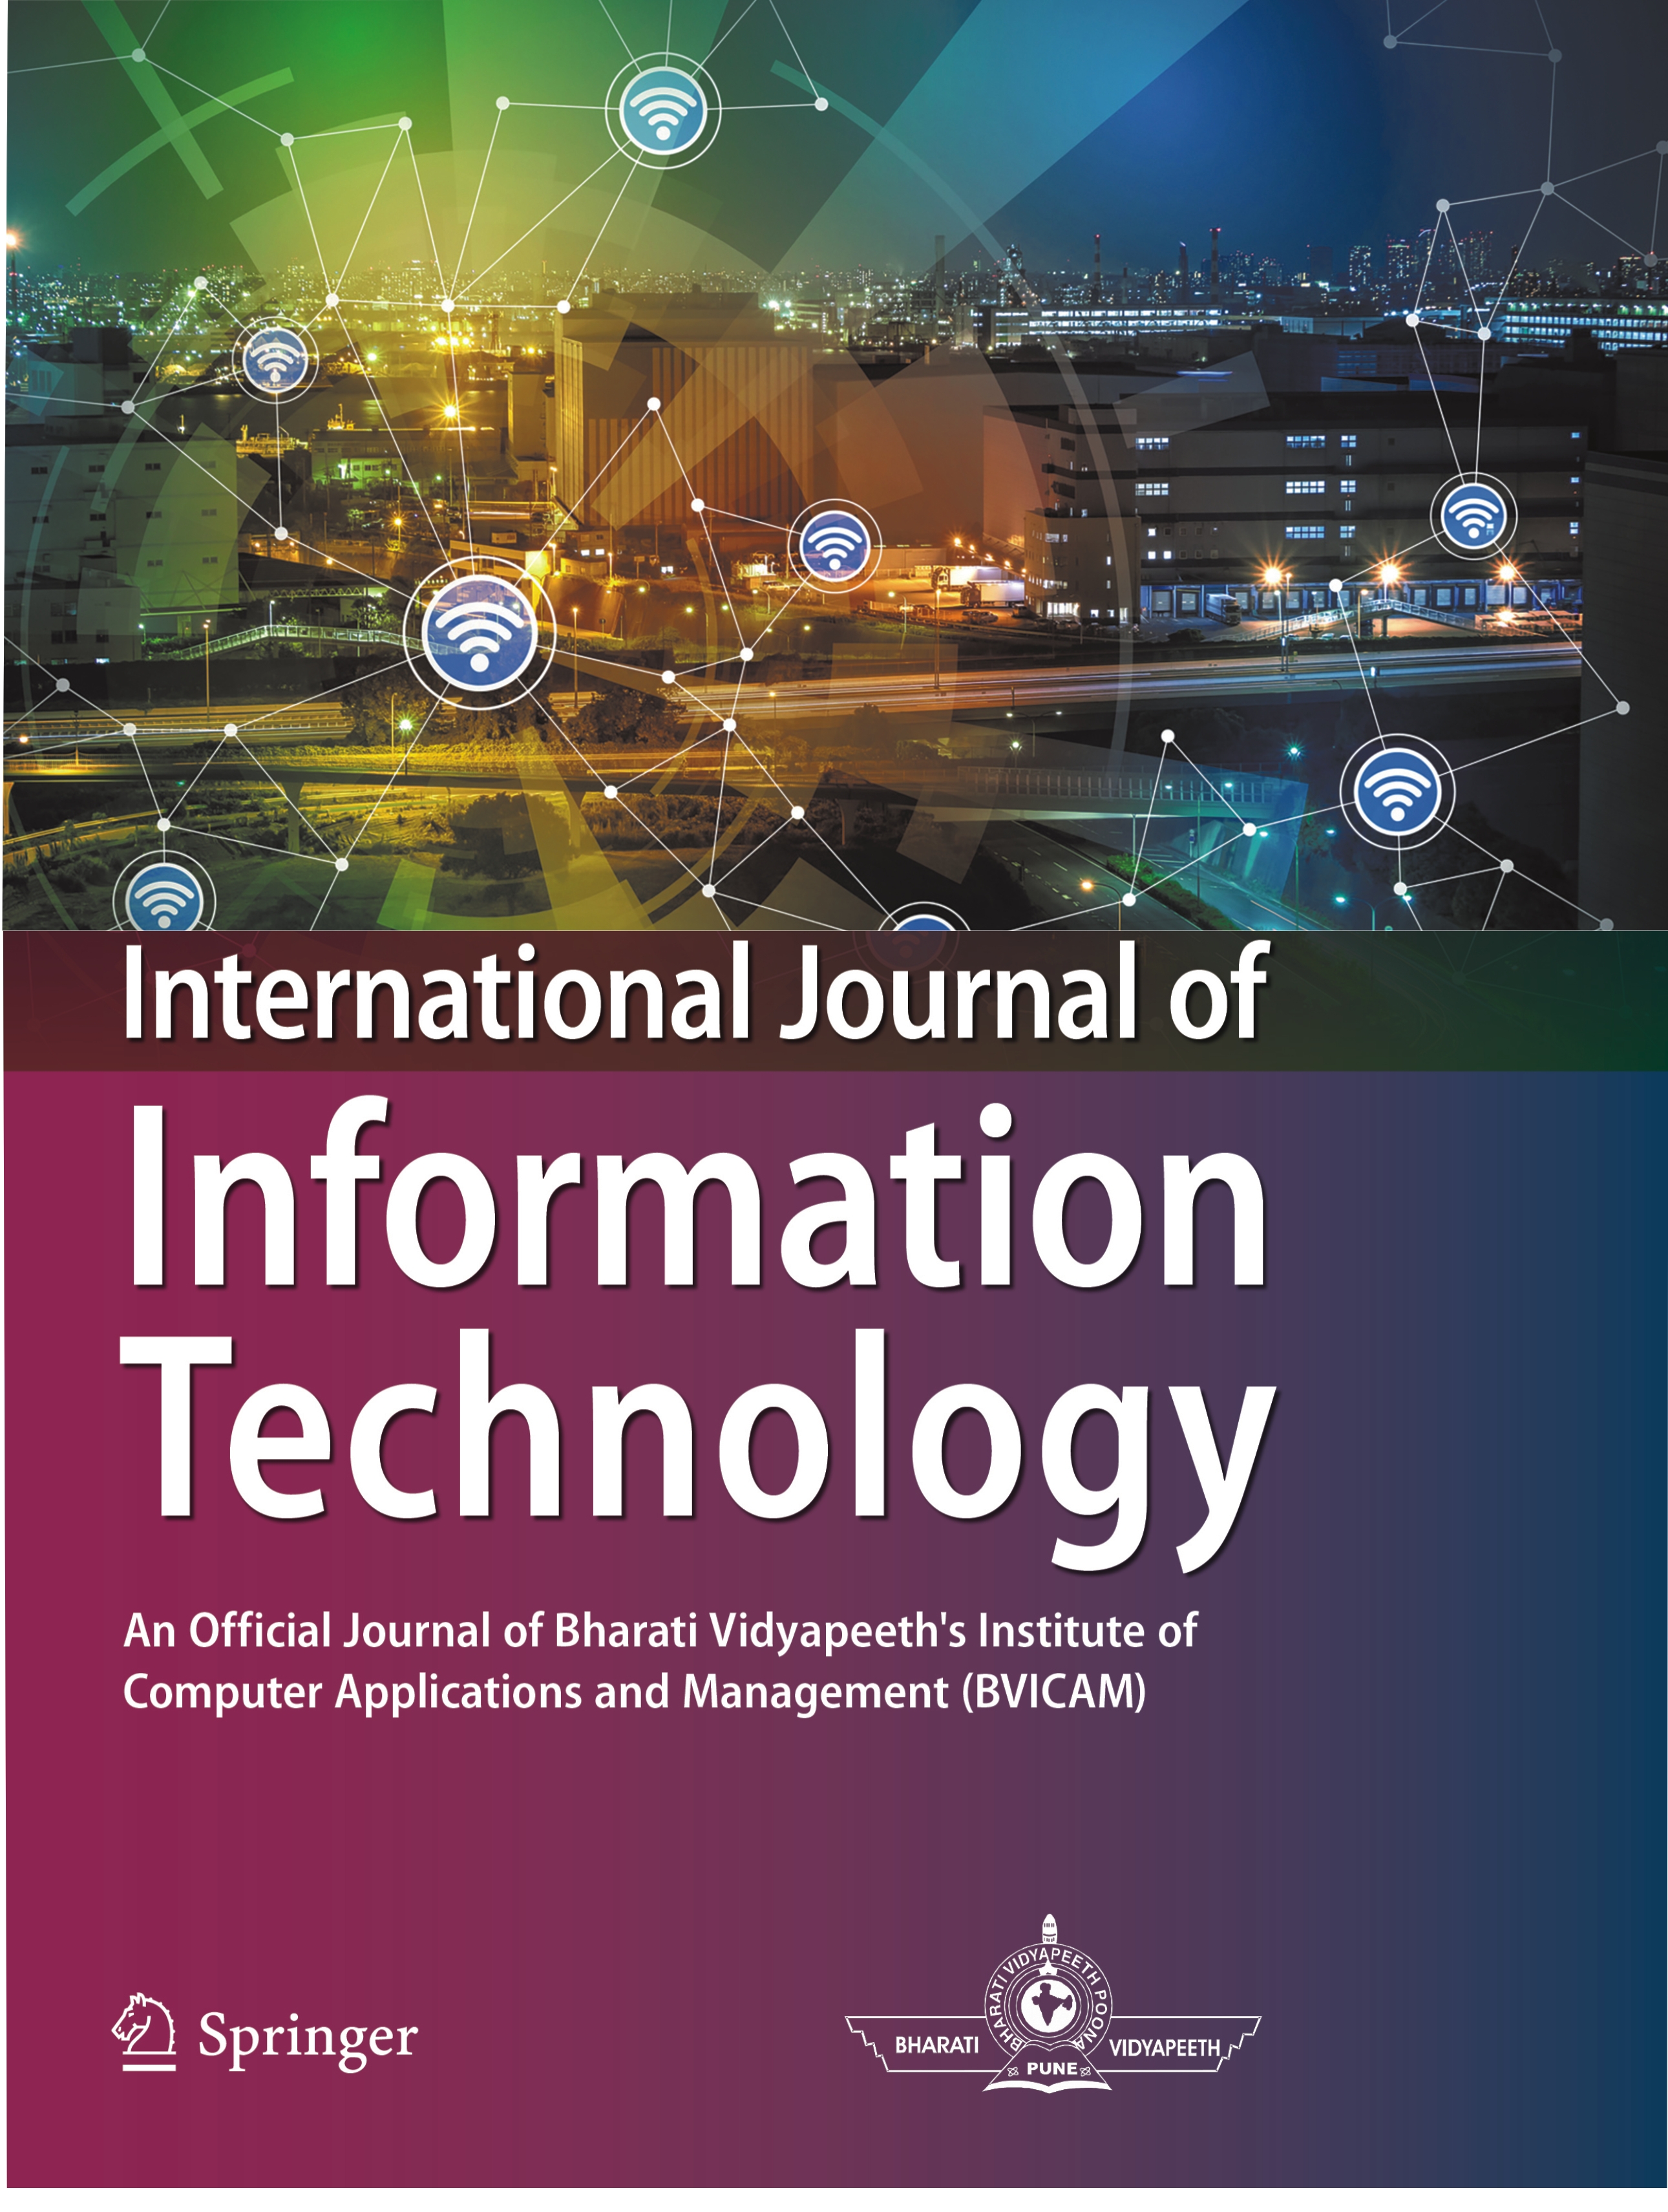 International Journal of
Information
Technology
An Official Journal of Bharati Vidyapeeth's Institute of
Computer Applications and Management (BVICAM)
Springer
BHARATI VIDYAPEETH POONA
BHARATI
VIDYAPEETH
PUNE